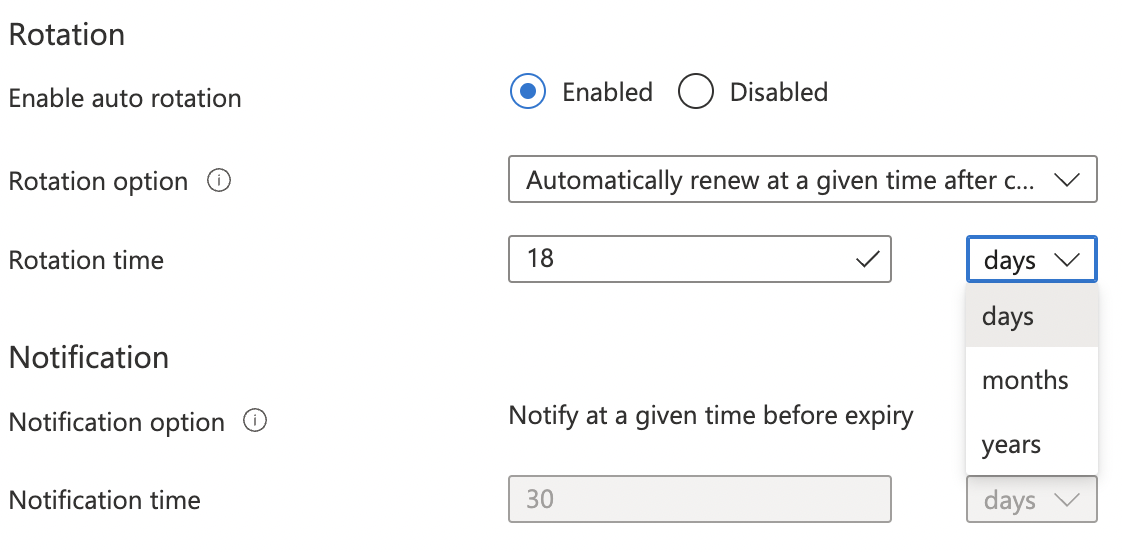 Rotation
Enable auto rotation Enabled Disabled
Rotation option Automatically renew at a given time after c...
Rotation time 18 days
days
months
years
Notification
Notification option Notify at a given time before expiry
Notification time 30 days